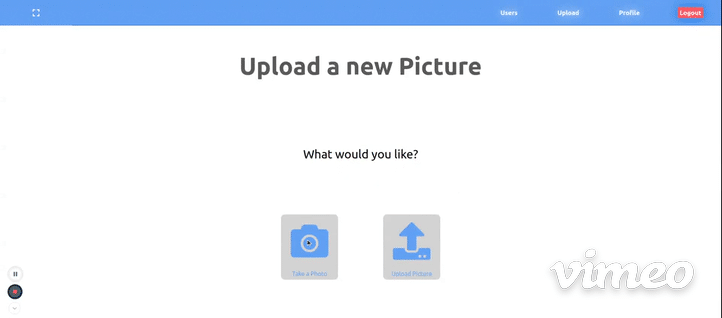 Users Upload Profile Logout
Upload a new Picture
What would you like?
Take a Photo Upload Picture
vimeo